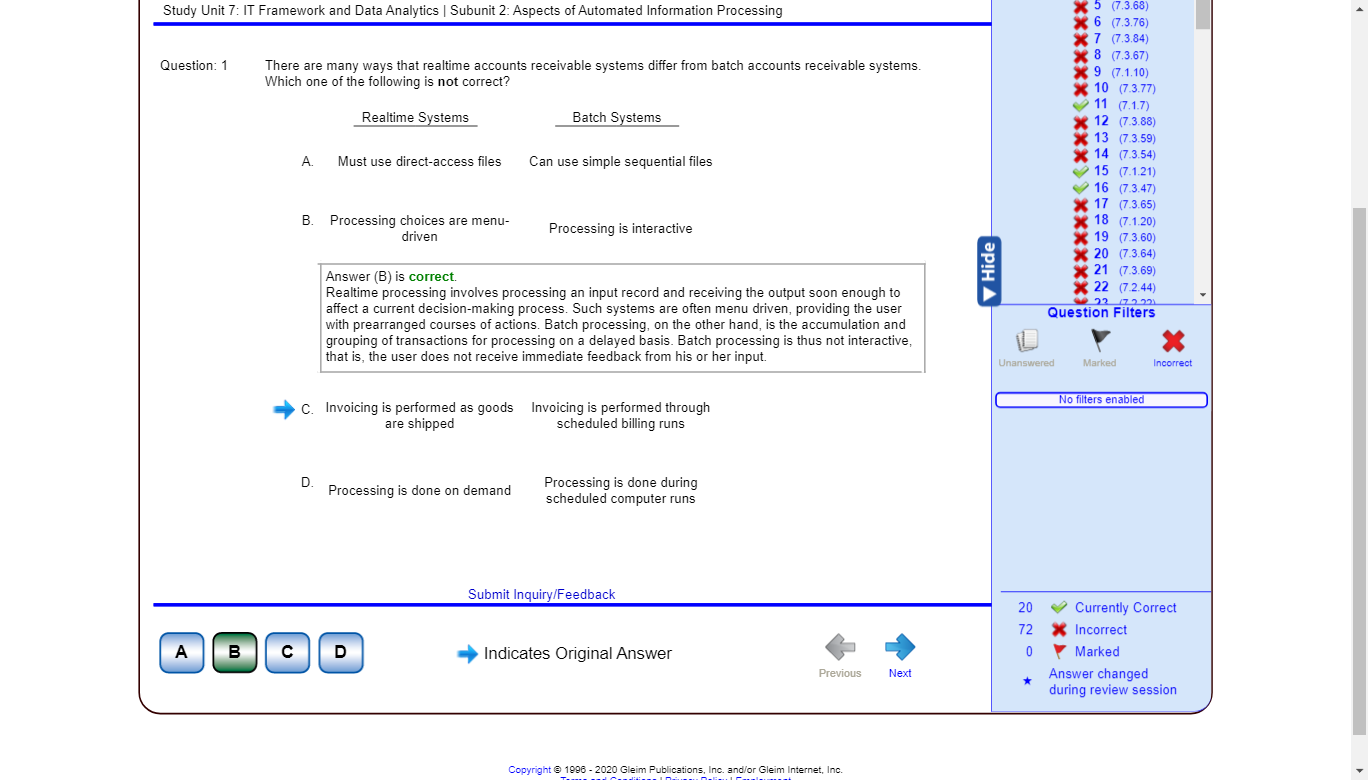 Study Unit 7: IT Framework and Data Analytics | Subunit 2: Aspects of Automated Information Processing
Question: 1
There are many ways that realtime accounts receivable systems differ from batch accounts receivable systems.
Which one of the following is not correct?
Realtime Systems Batch Systems
A. Must use direct-access files Can use simple sequential files
B. Processing choices are menu-
driven
Processing is interactive
Answer (B) is correct.
Realtime processing involves processing an input record and receiving the output soon enough to
affect a current decision-making process. Such systems are often menu driven, providing the user
with prearranged courses of actions. Batch processing, on the other hand, is the accumulation and
grouping of transactions for processing on a delayed basis. Batch processing is thus not interactive,
that is, the user does not receive immediate feedback from his or her input.
C. Invoicing is performed as goods
are shipped
Invoicing is performed through
scheduled billing runs
D. Processing is done on demand
Processing is done during
scheduled computer runs
Submit Inquiry/Feedback
A B C D
Indicates Original Answer
Previous
Next
5 (7.3.68)
6 (7.3.76)
7 (7.3.84)
8 (7.3.67)
9 (7.1.10)
10 (7.3.77)
11 (7.1.7)
12 (7.3.88)
13 (7.3.59)
14 (7.3.54)
15 (7.1.21)
16 (7.3.47)
17 (7.3.65)
18 (7.1.20)
19 (7.3.60)
20 (7.3.64)
21 (7.3.69)
22 (7.2.44)
23 (7.2.22)
Hide
Question Filters
Unanswered Marked Incorrect
No filters enabled
20 Currently Correct
72 Incorrect
0 Marked
Answer changed
during review session
Copyright © 1996 - 2020 Gleim Publications, Inc. and/or Gleim Internet, Inc.
Terms and Conditions | Privacy Policy | Employment